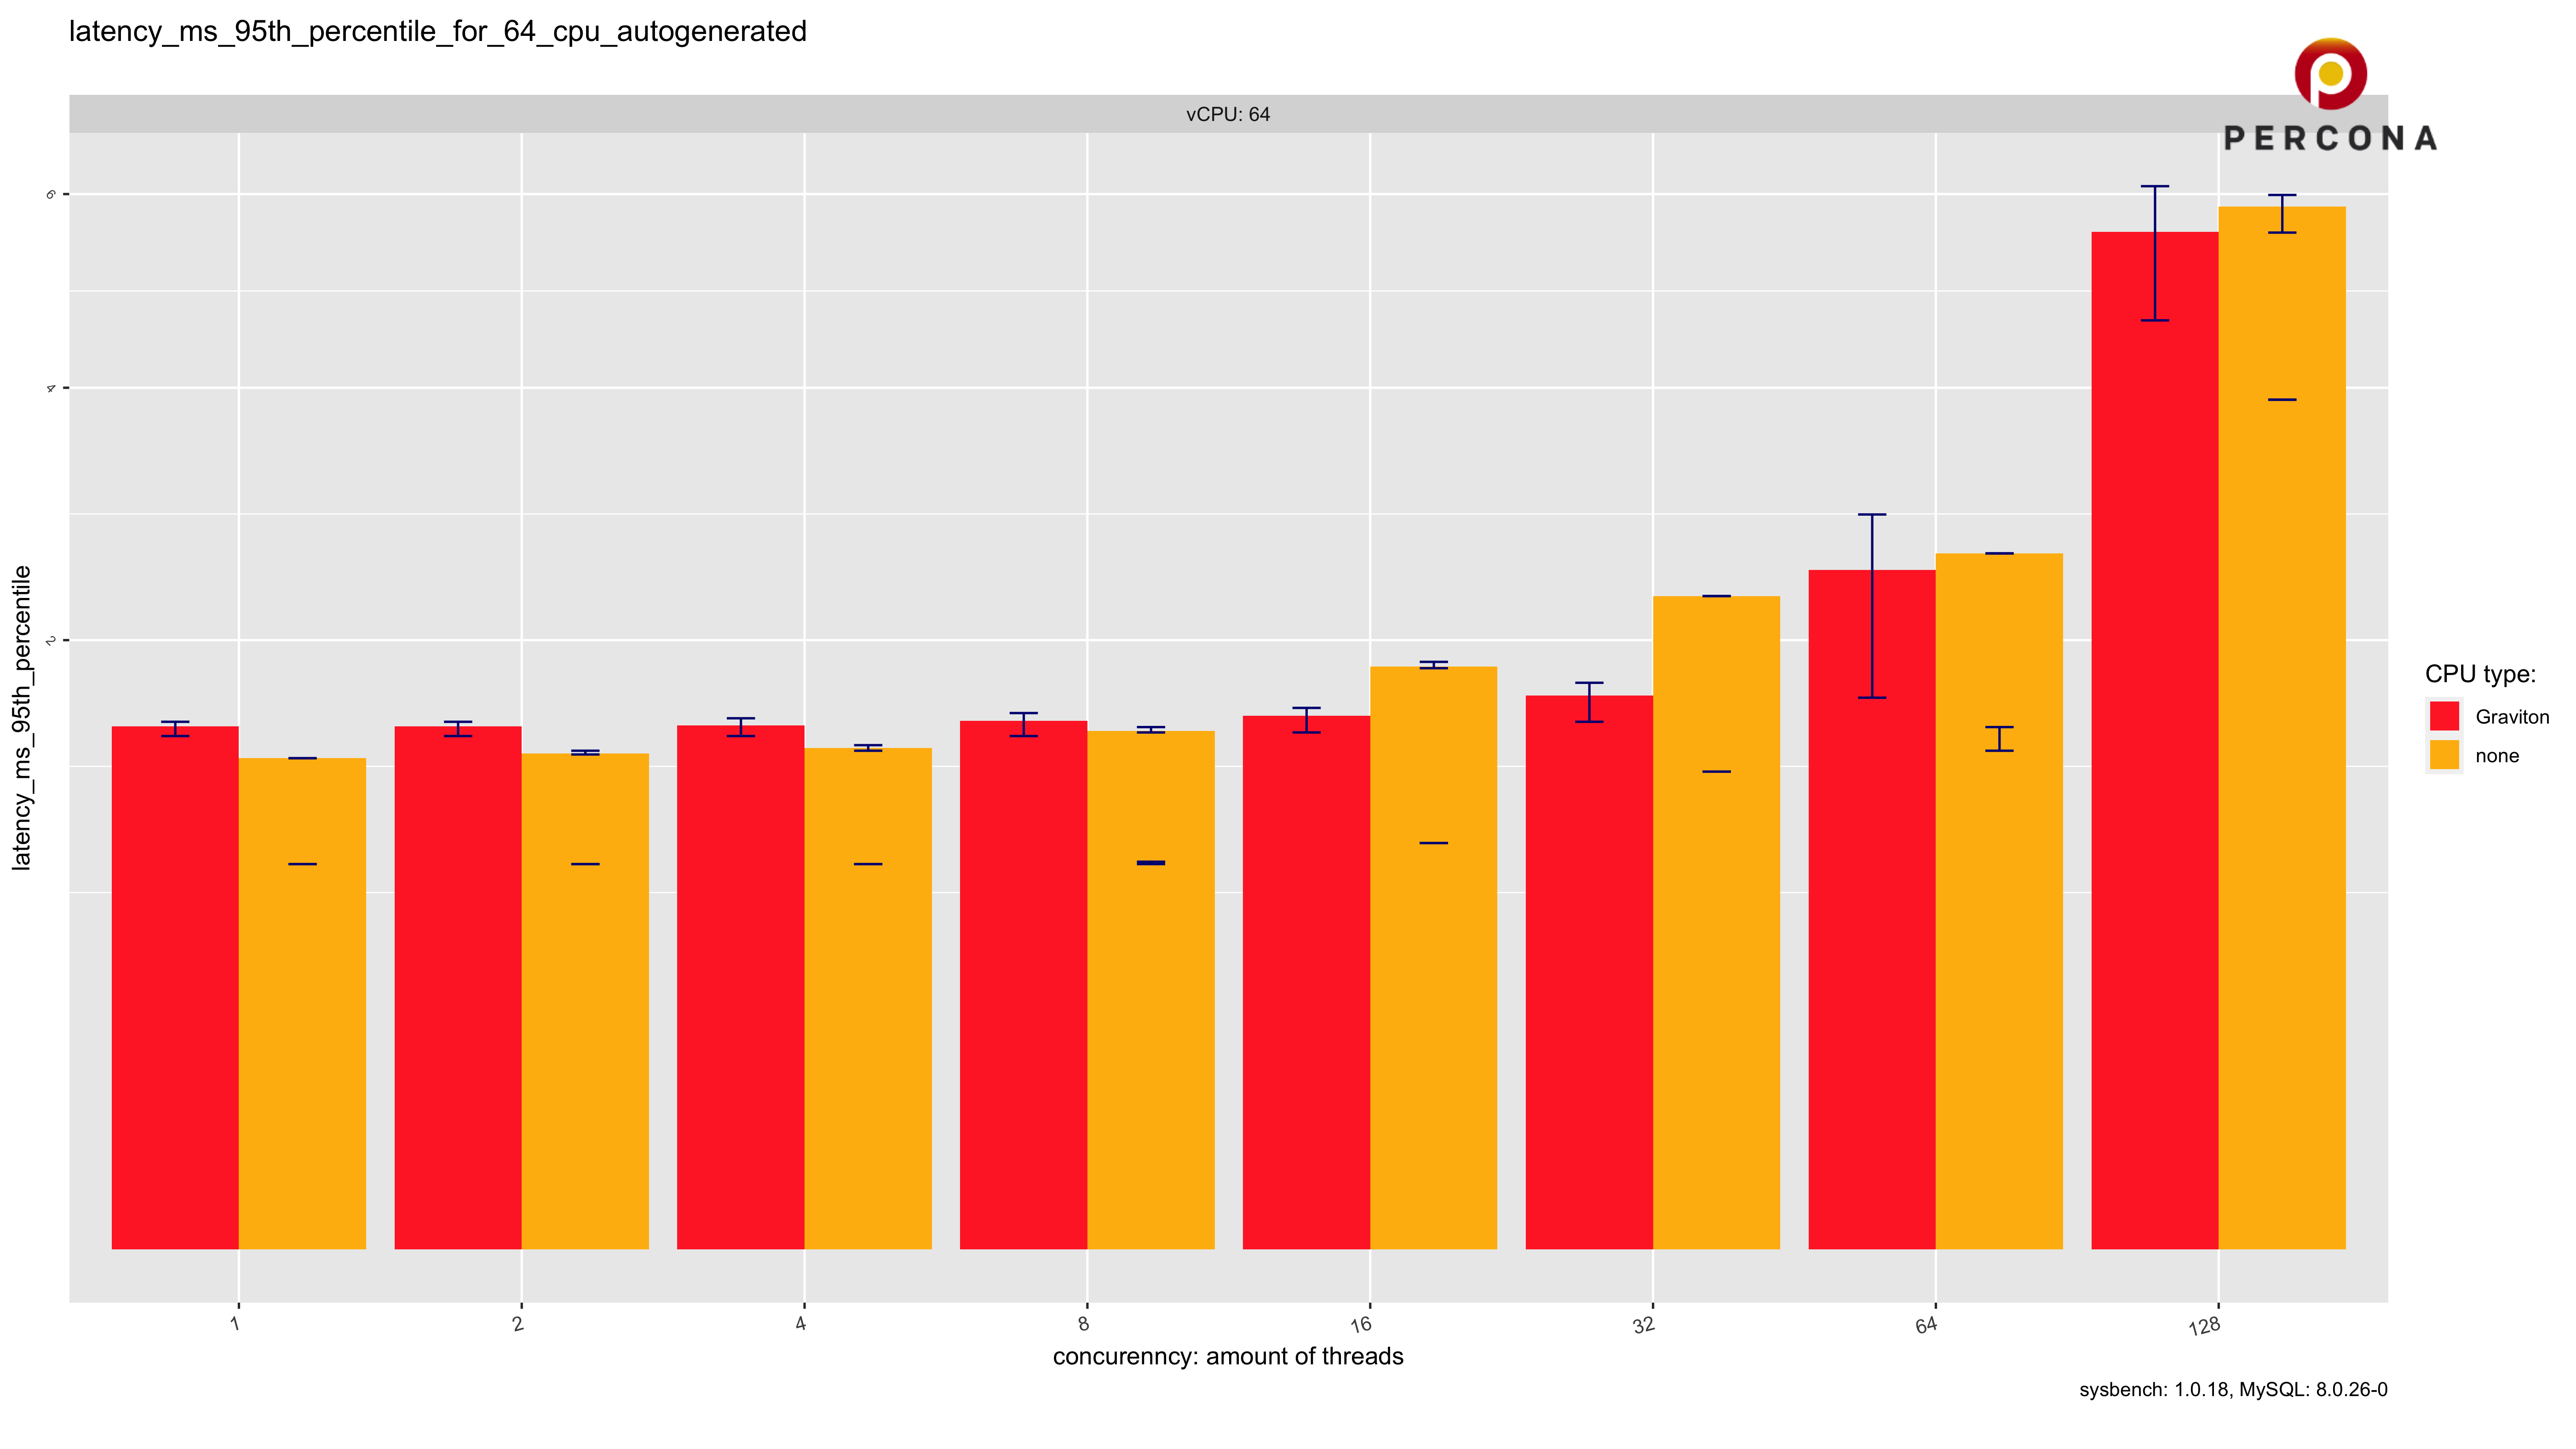 latency_ms_95th_percentile_for_64_cpu_autogenerated
PERCONA
vCPU: 64
6
4
2
latency_ms_95th_percentile
1 2 4 8 16 32 64 128
concurenncy: amount of threads
CPU type:
Graviton
none
sysbench: 1.0.18, MySQL: 8.0.26-0